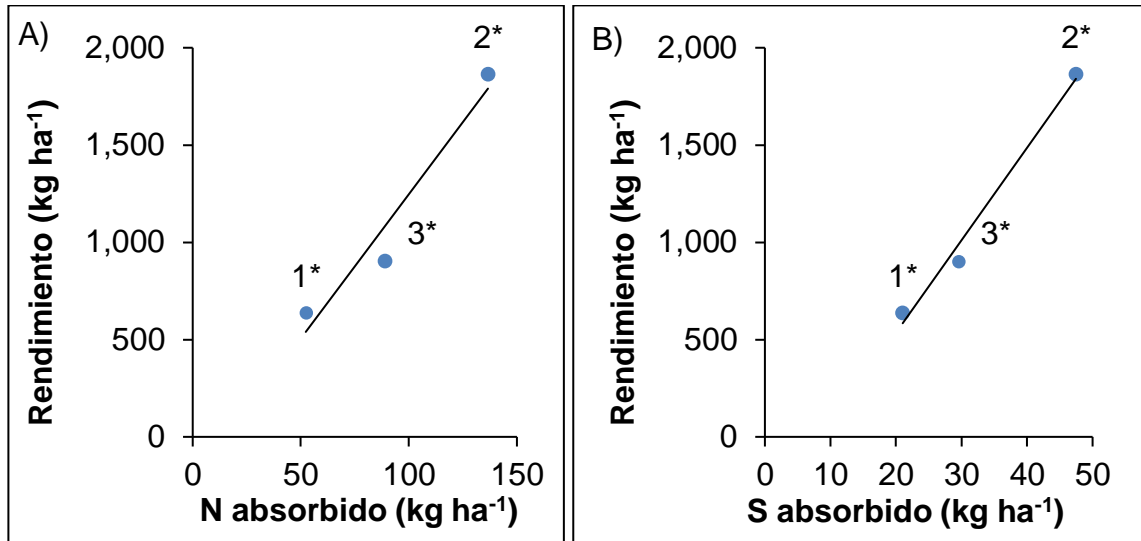 A)
Rendimiento (kg ha⁻¹)
2,000
1,500
1,000
500
0
2*
3*
1*
0 50 100 150
N absorbido (kg ha⁻¹)
B)
Rendimiento (kg ha⁻¹)
2,000
1,500
1,000
500
0
2*
3*
1*
0 10 20 30 40 50
S absorbido (kg ha⁻¹)